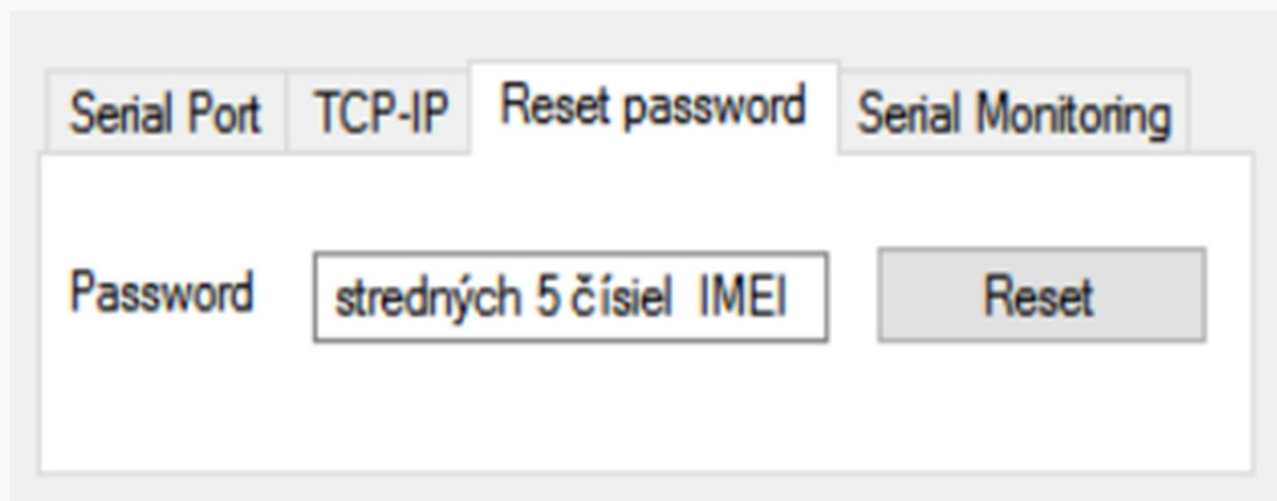 Serial Port TCP-IP Reset password Serial Monitoring
Password stredných 5 čísiel IMEI Reset